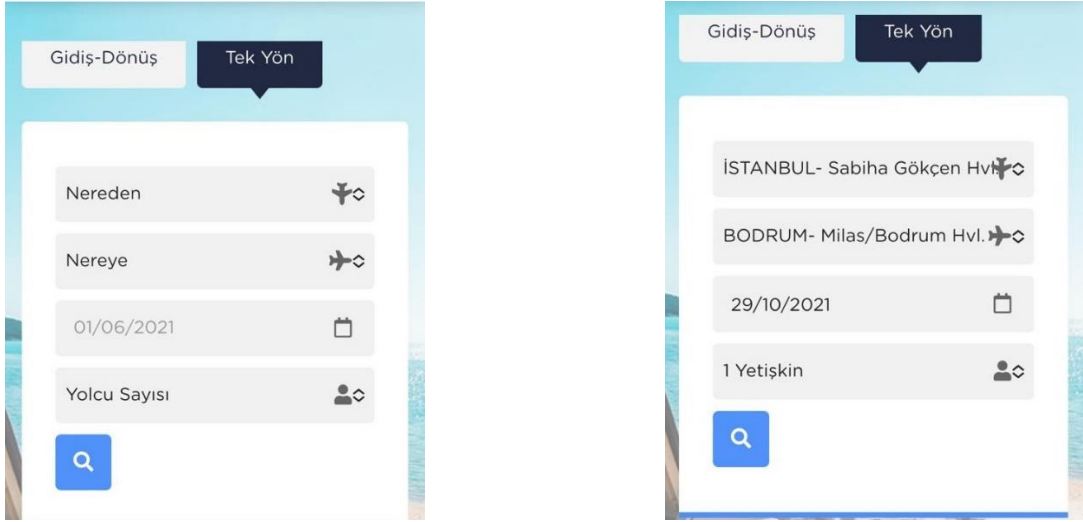 Gidiş-Dönüş
Tek Yön
Nereden
Nereye
01/06/2021
Yolcu Sayısı
Gidiş-Dönüş
Tek Yön
İSTANBUL- Sabiha Gökçen Hvl.
BODRUM- Milas/Bodrum Hvl.
29/10/2021
1 Yetişkin